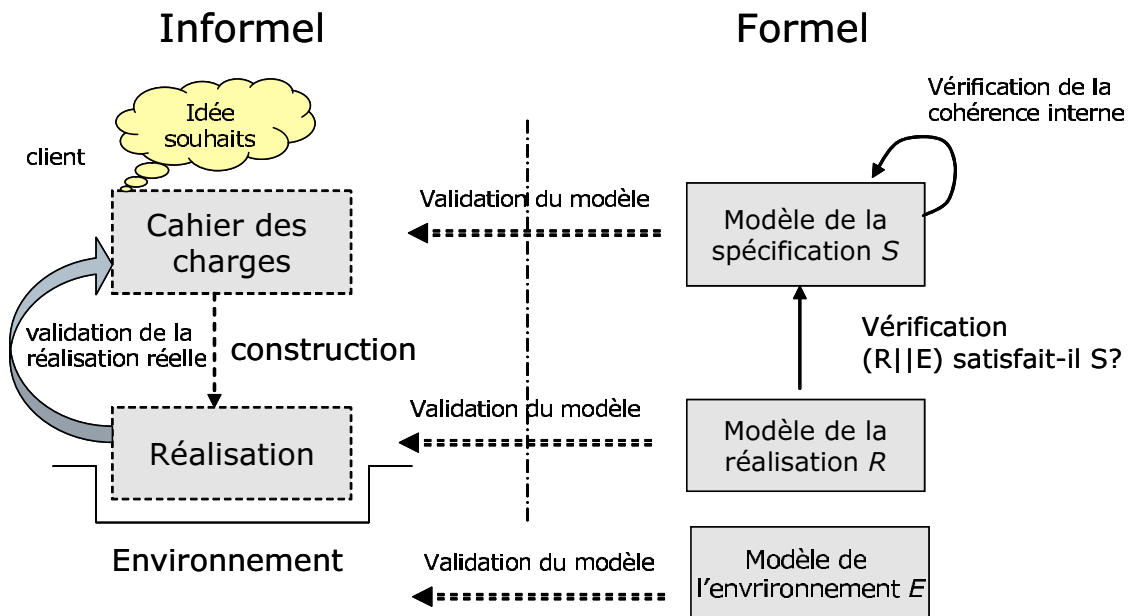 Informel
Formel
Idée
souhaits
client
Vérification de la
cohérence interne
Cahier des
charges
Validation du modèle
Modèle de la
spécification S
validation de la
réalisation réelle
construction
Vérification
(R||E) satisfait-il S?
Réalisation
Validation du modèle
Modèle de la
réalisation R
Environnement
Validation du modèle
Modèle de
l'envrironnement E